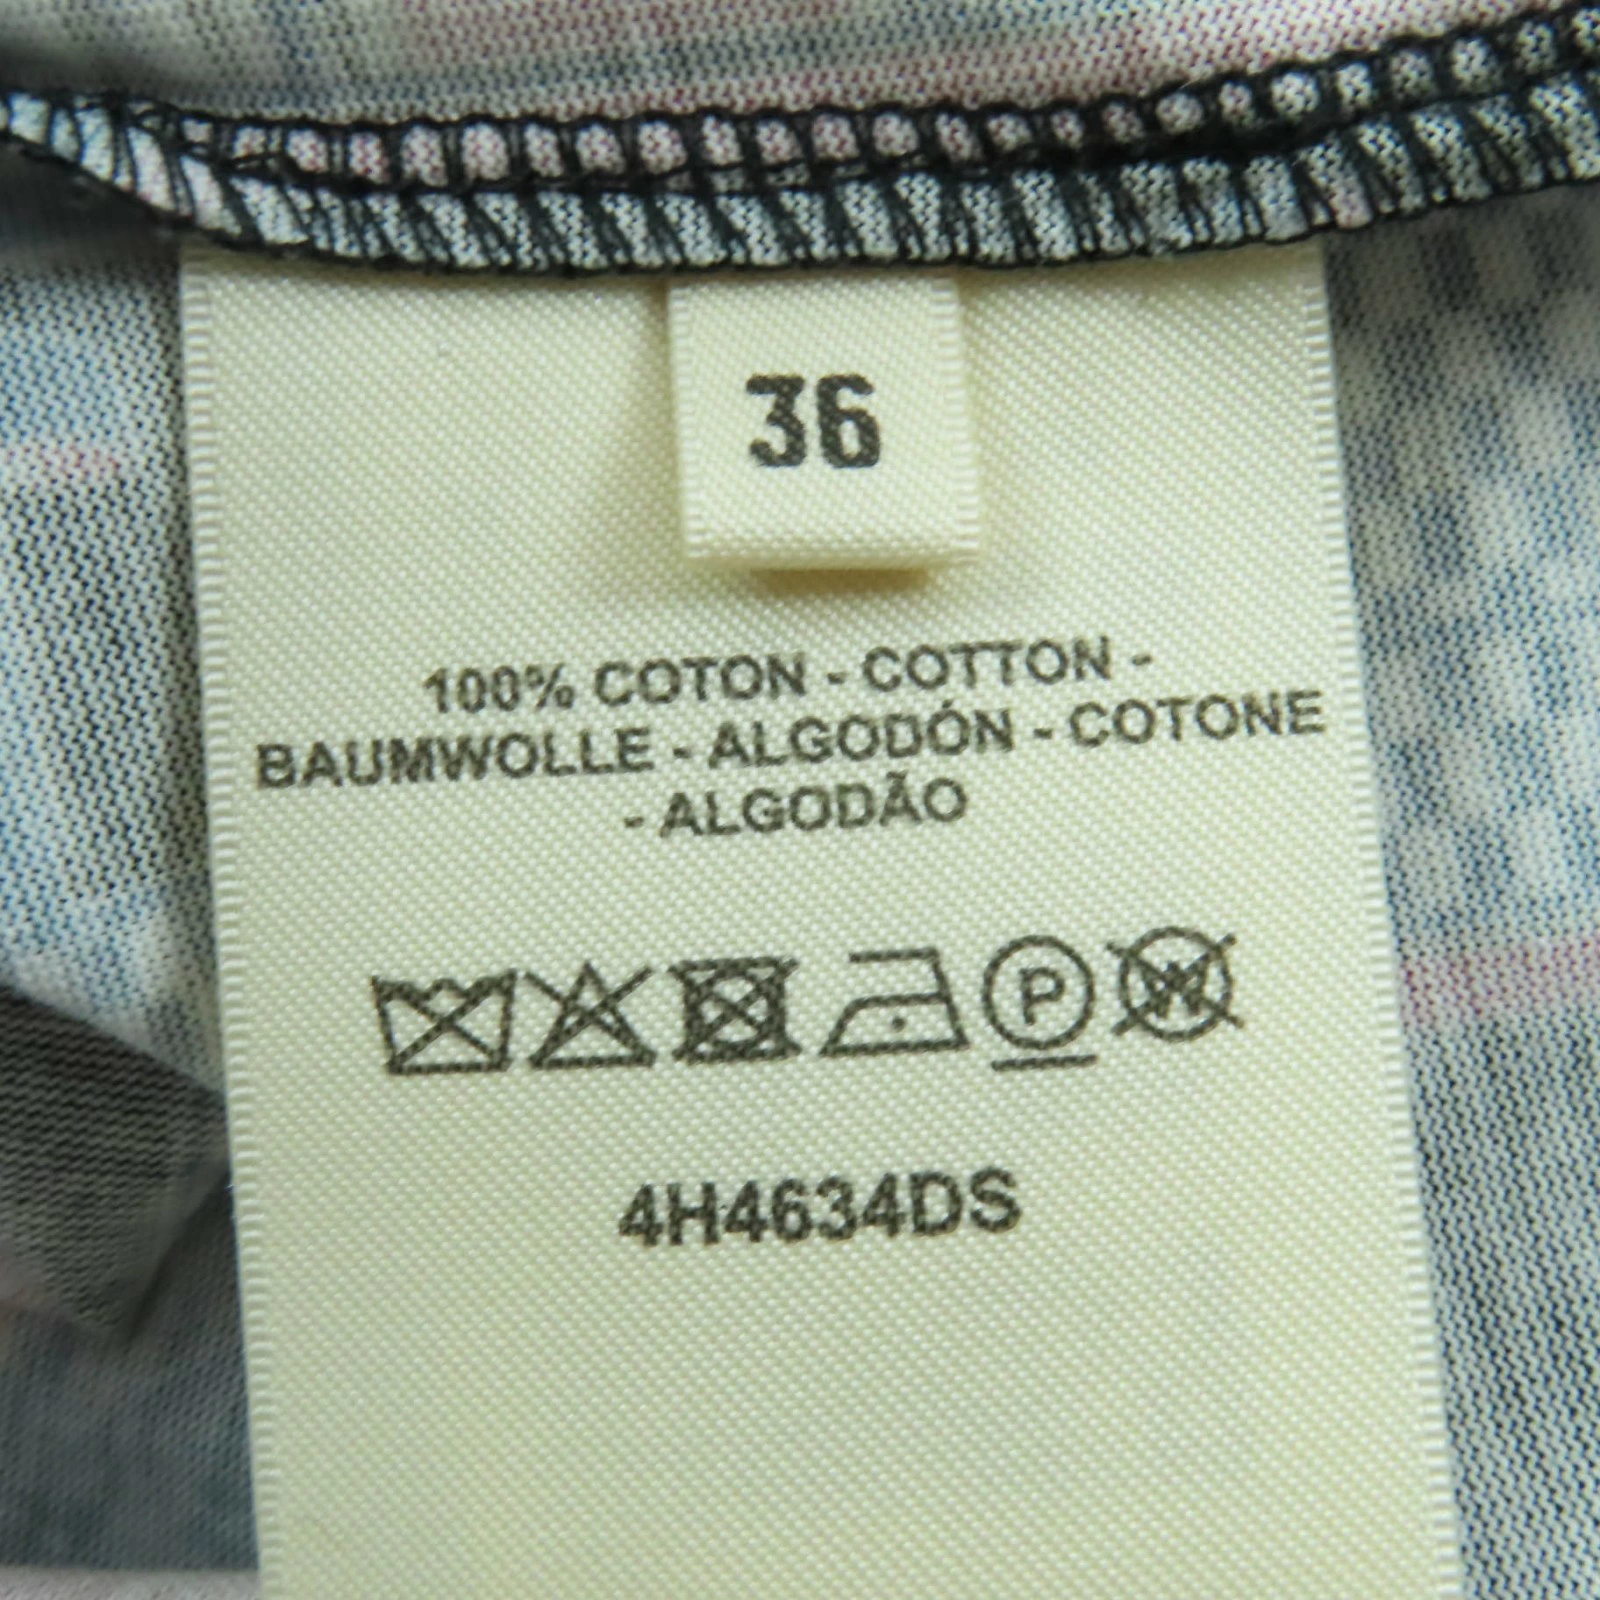 36
100% COTON - COTTON -
BAUMWOLLE - ALGODÓN - COTONE
- ALGODÃO
P W
4H4634DS